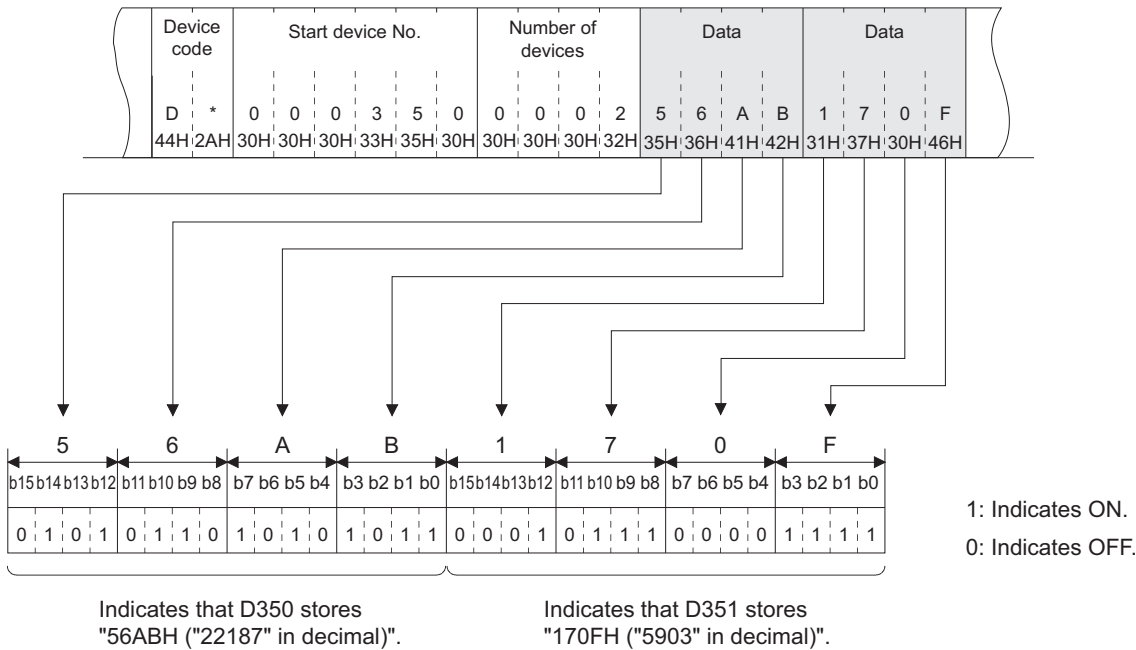 Device code Start device No. Number of devices Data Data
D * 0 0 0 3 5 0 0 0 0 2 5 6 A B 1 7 0 F
44H 2AH 30H 30H 30H 33H 35H 30H 30H 30H 30H 32H 35H 36H 41H 42H 31H 37H 30H 46H
5 6 A B 1 7 0 F
b15 b14 b13 b12 b11 b10 b9 b8 b7 b6 b5 b4 b3 b2 b1 b0 b15 b14 b13 b12 b11 b10 b9 b8 b7 b6 b5 b4 b3 b2 b1 b0
0 1 0 1 0 1 1 0 1 0 1 0 1 0 1 1 0 0 0 1 0 1 1 1 0 0 0 0 1 1 1 1
1: Indicates ON.
0: Indicates OFF.
Indicates that D350 stores
"56ABH ("22187" in decimal)".
Indicates that D351 stores
"170FH ("5903" in decimal)".